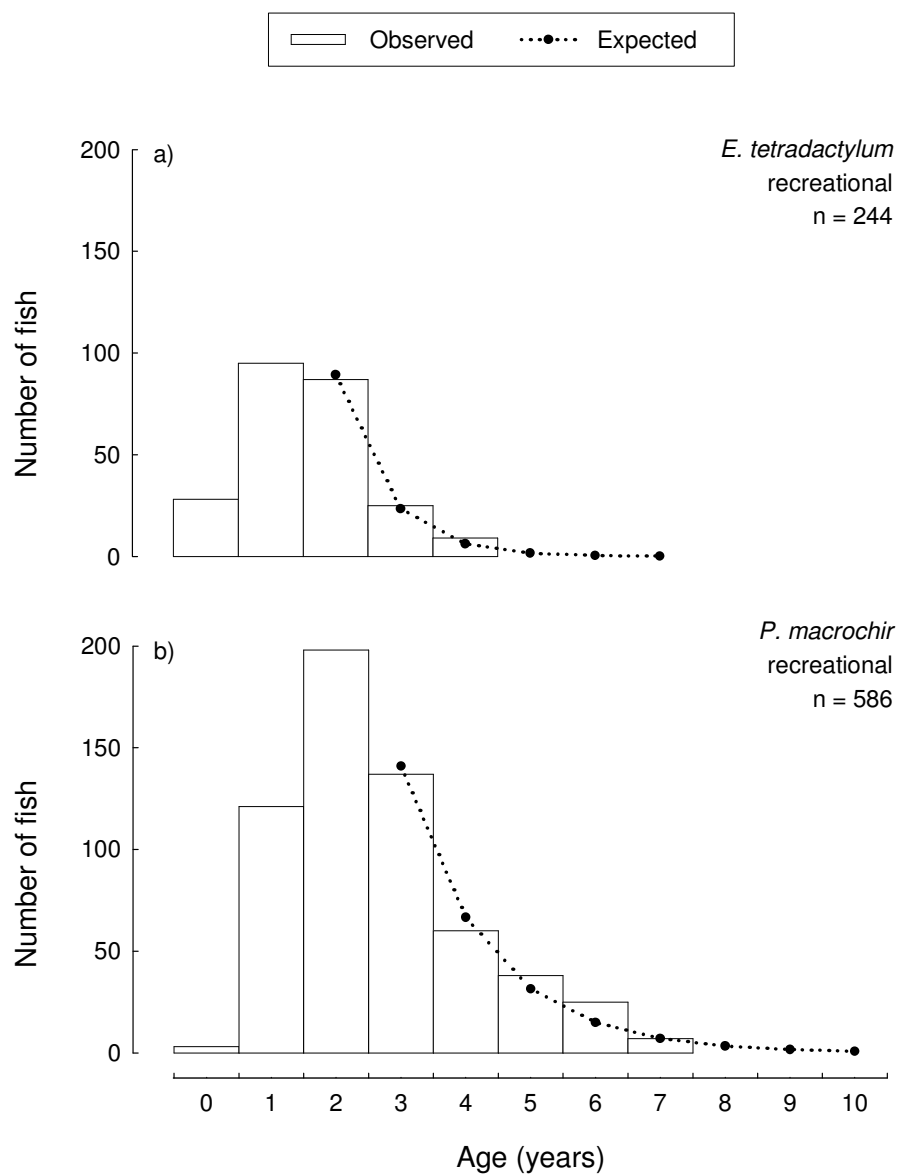 Observed Expected
200 a) E. tetradactylum
recreational
n = 244
150
100
50
0
Number of fish
200 b) P. macrochir
recreational
n = 586
150
100
50
0
Number of fish
0 1 2 3 4 5 6 7 8 9 10
Age (years)